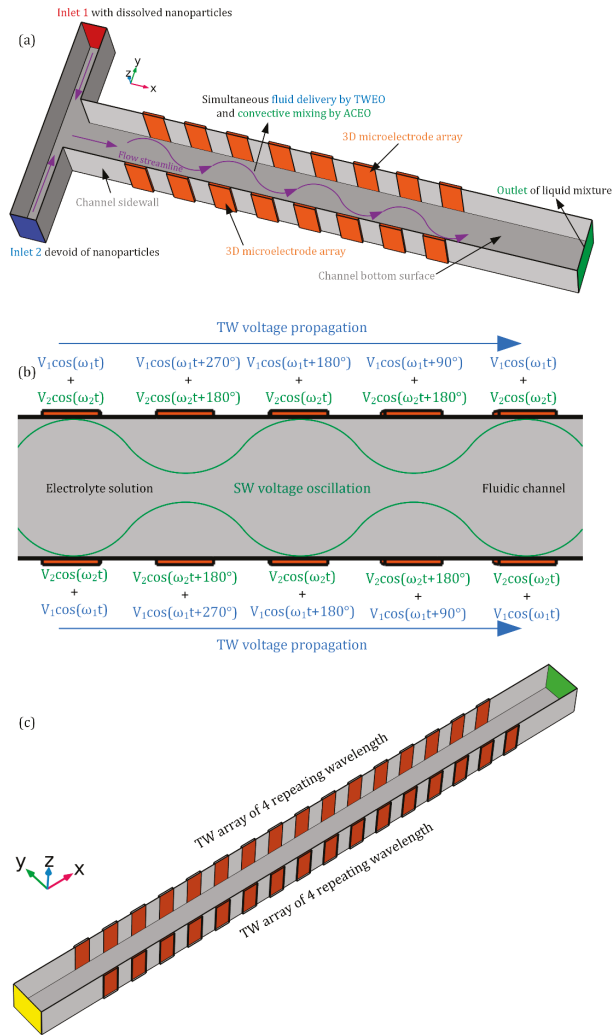 Inlet 1 with dissolved nanoparticles
(a)
y
z
x
Simultaneous fluid delivery by TWEO
and convective mixing by ACEO
3D microelectrode array
Flow streamline
Outlet of liquid mixture
Channel sidewall
Inlet 2 devoid of nanoparticles
3D microelectrode array
Channel bottom surface
TW voltage propagation
(b)
V₁cos(ω₁t) V₁cos(ω₁t+270°) V₁cos(ω₁t+180°) V₁cos(ω₁t+90°) V₁cos(ω₁t)
+ + + + +
V₂cos(ω₂t) V₂cos(ω₂t+180°) V₂cos(ω₂t) V₂cos(ω₂t+180°) V₂cos(ω₂t)
Electrolyte solution SW voltage oscillation Fluidic channel
V₂cos(ω₂t) V₂cos(ω₂t+180°) V₂cos(ω₂t) V₂cos(ω₂t+180°) V₂cos(ω₂t)
+ + + + +
V₁cos(ω₁t) V₁cos(ω₁t+270°) V₁cos(ω₁t+180°) V₁cos(ω₁t+90°) V₁cos(ω₁t)
TW voltage propagation
(c)
TW array of 4 repeating wavelength
TW array of 4 repeating wavelength
y
z
x